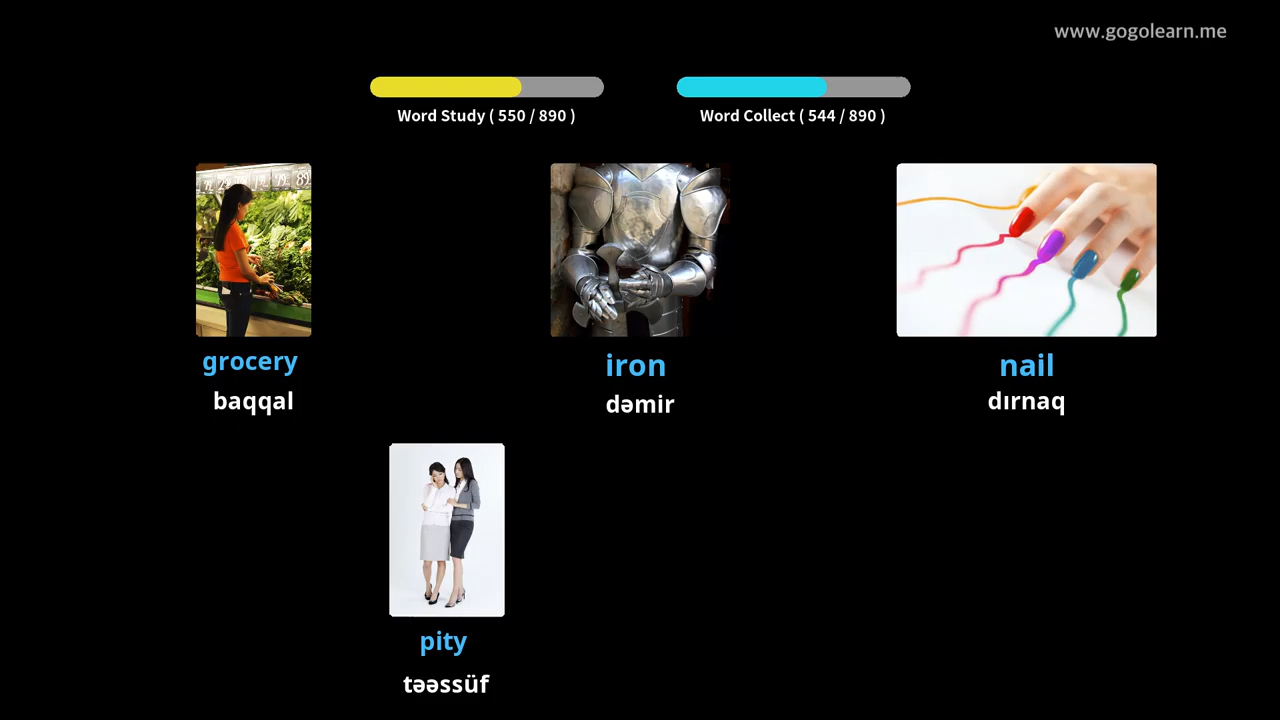 www.gogolearn.me
Word Study ( 550 / 890 )
Word Collect ( 544 / 890 )
grocery
baqqal
iron
dəmir
nail
dırnaq
pity
təəssüf